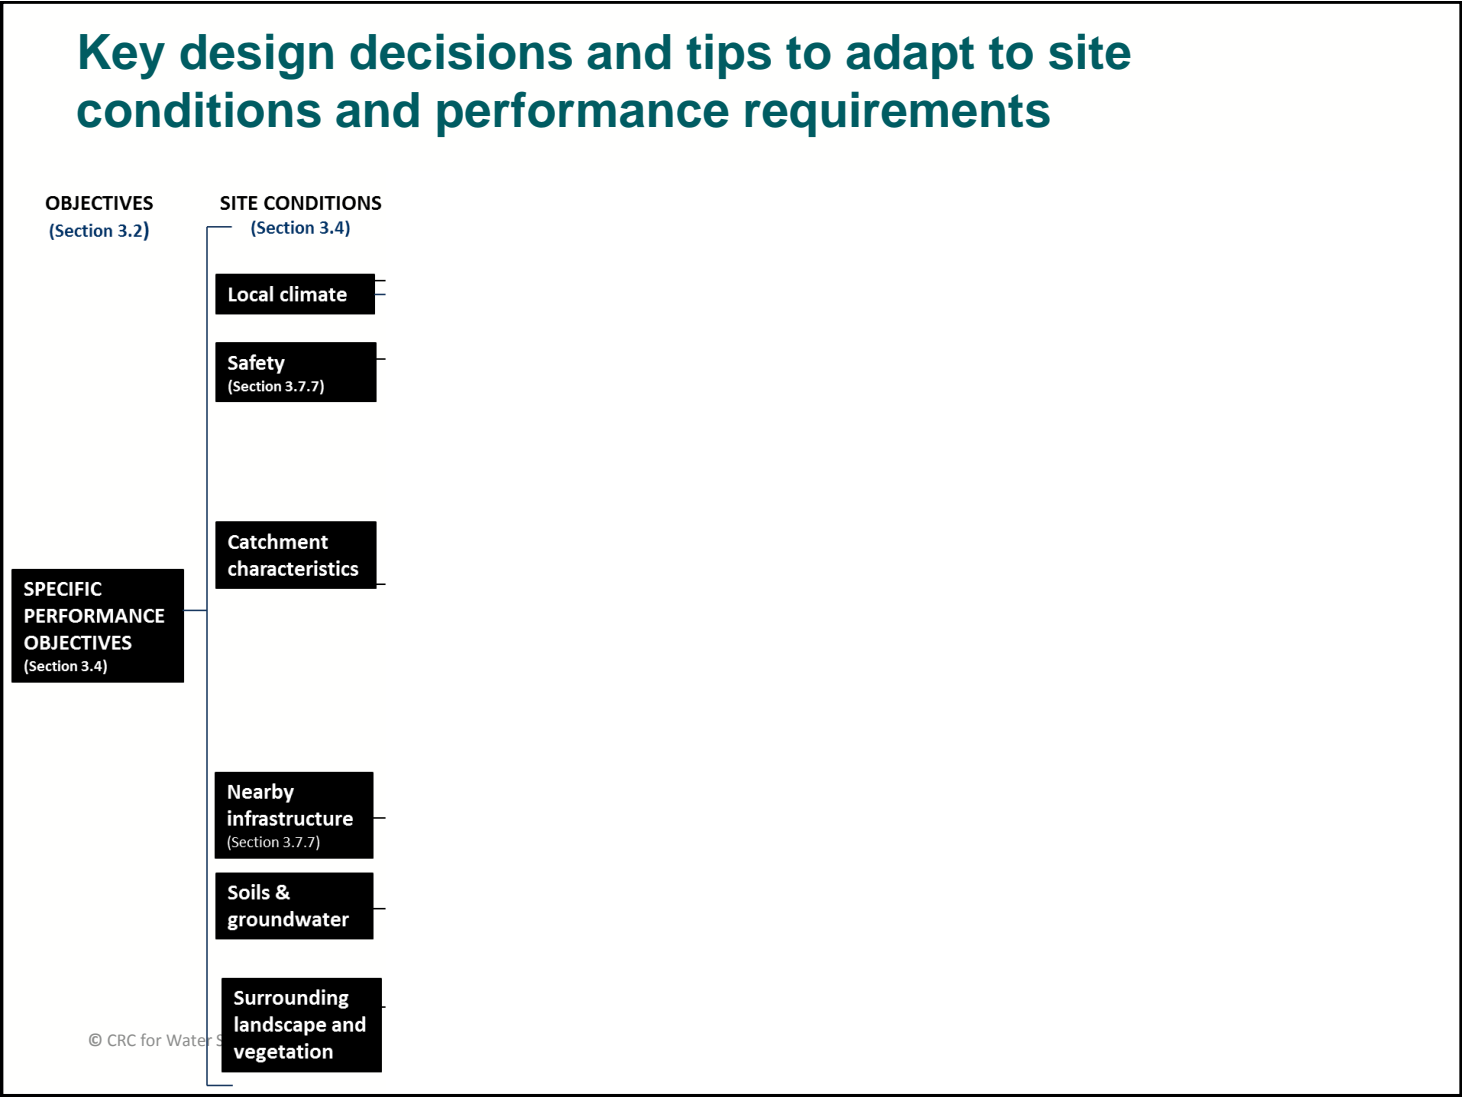 Key design decisions and tips to adapt to site
conditions and performance requirements
OBJECTIVES
(Section 3.2)
SITE CONDITIONS
(Section 3.4)
Local climate
Safety
(Section 3.7.7)
Catchment
characteristics
SPECIFIC
PERFORMANCE
OBJECTIVES
(Section 3.4)
Nearby
infrastructure
(Section 3.7.7)
Soils &
groundwater
Surrounding
landscape and
vegetation
© CRC for Water